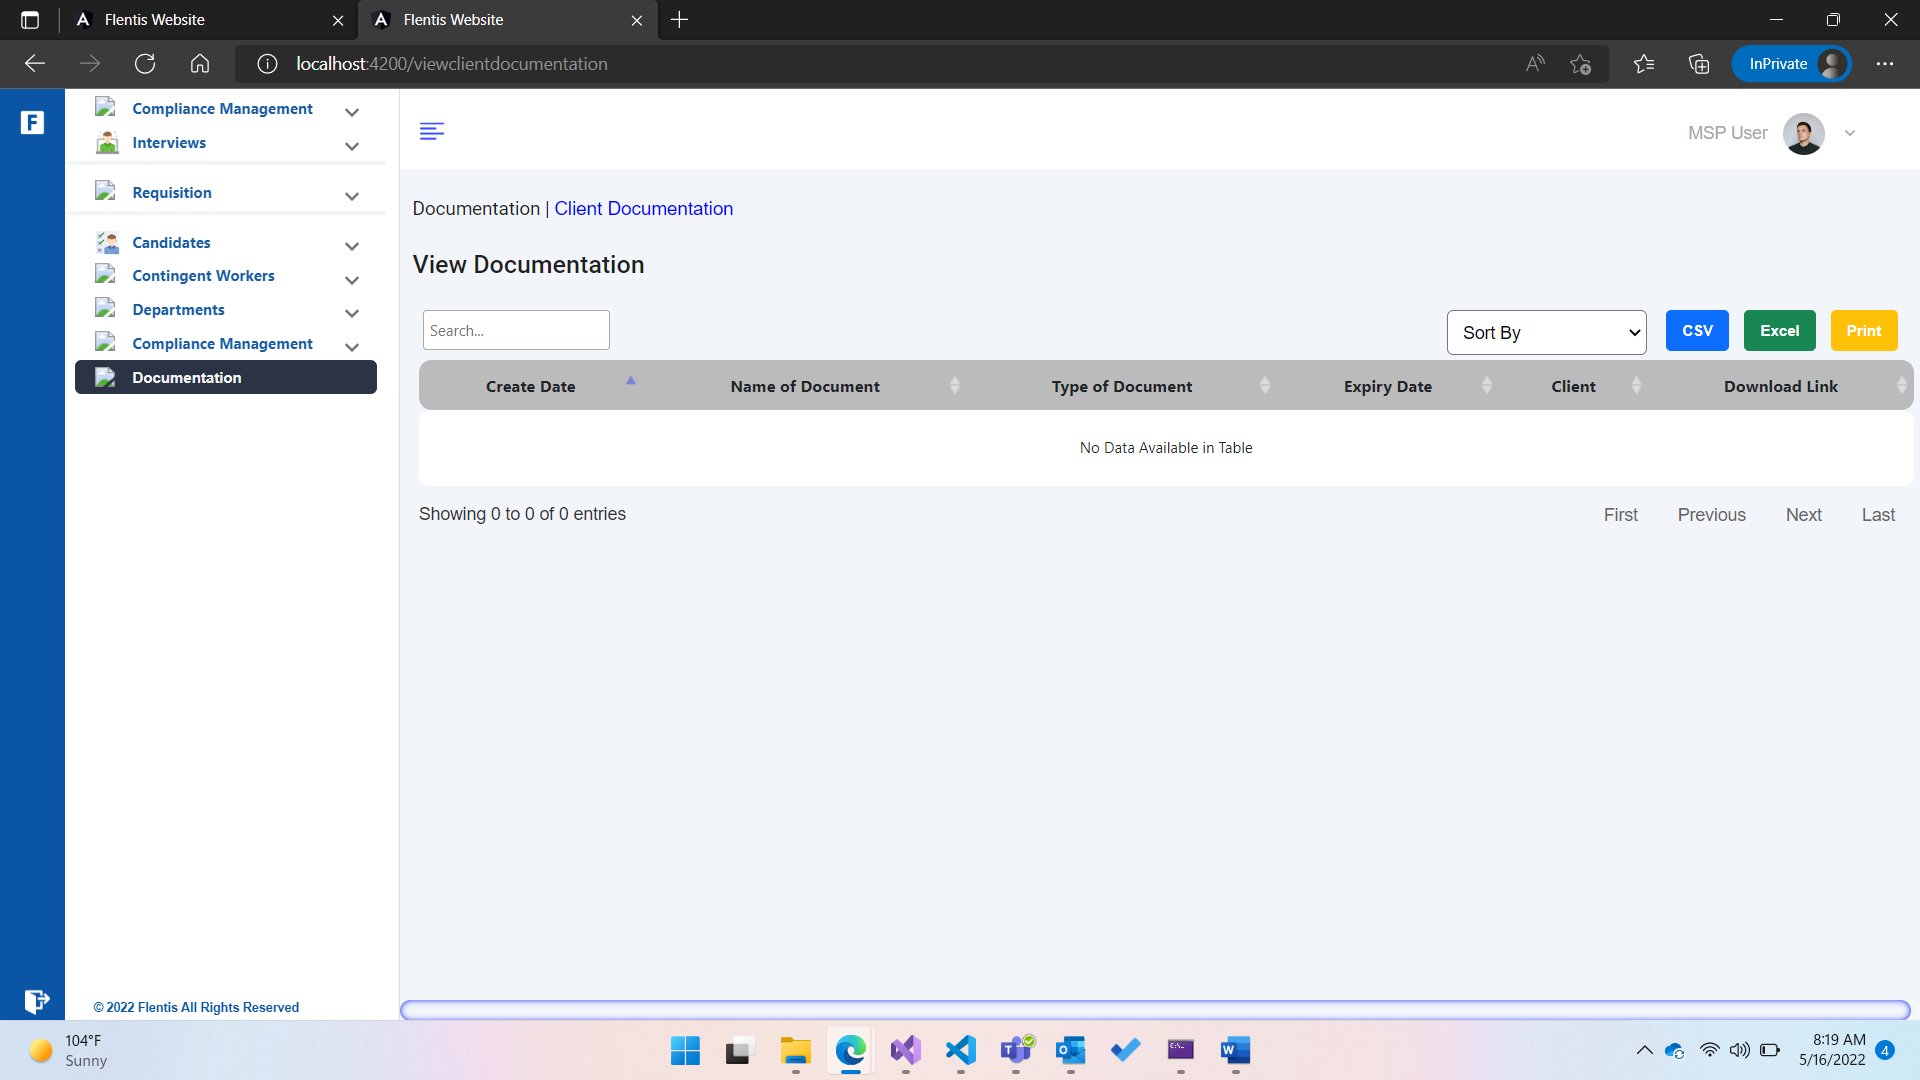 Flentis Website
Flentis Website
localhost:4200/viewclientdocumentation
InPrivate
F
Compliance Management
Interviews
Requisition
Candidates
Contingent Workers
Departments
Compliance Management
Documentation
© 2022 Flentis All Rights Reserved
MSP User
Documentation | Client Documentation
View Documentation
Search...
Sort By
CSV
Excel
Print
Create Date Name of Document Type of Document Expiry Date Client Download Link
No Data Available in Table
Showing 0 to 0 of 0 entries
First Previous Next Last
104°F
Sunny
8:19 AM
5/16/2022
4